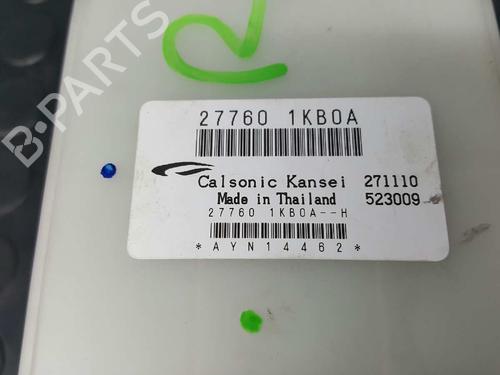 B-PARTS
27760 1KB0A
Calsonic Kansei 271110
Made in Thailand 523009
27760 1KB0A--H
*AYN14462*